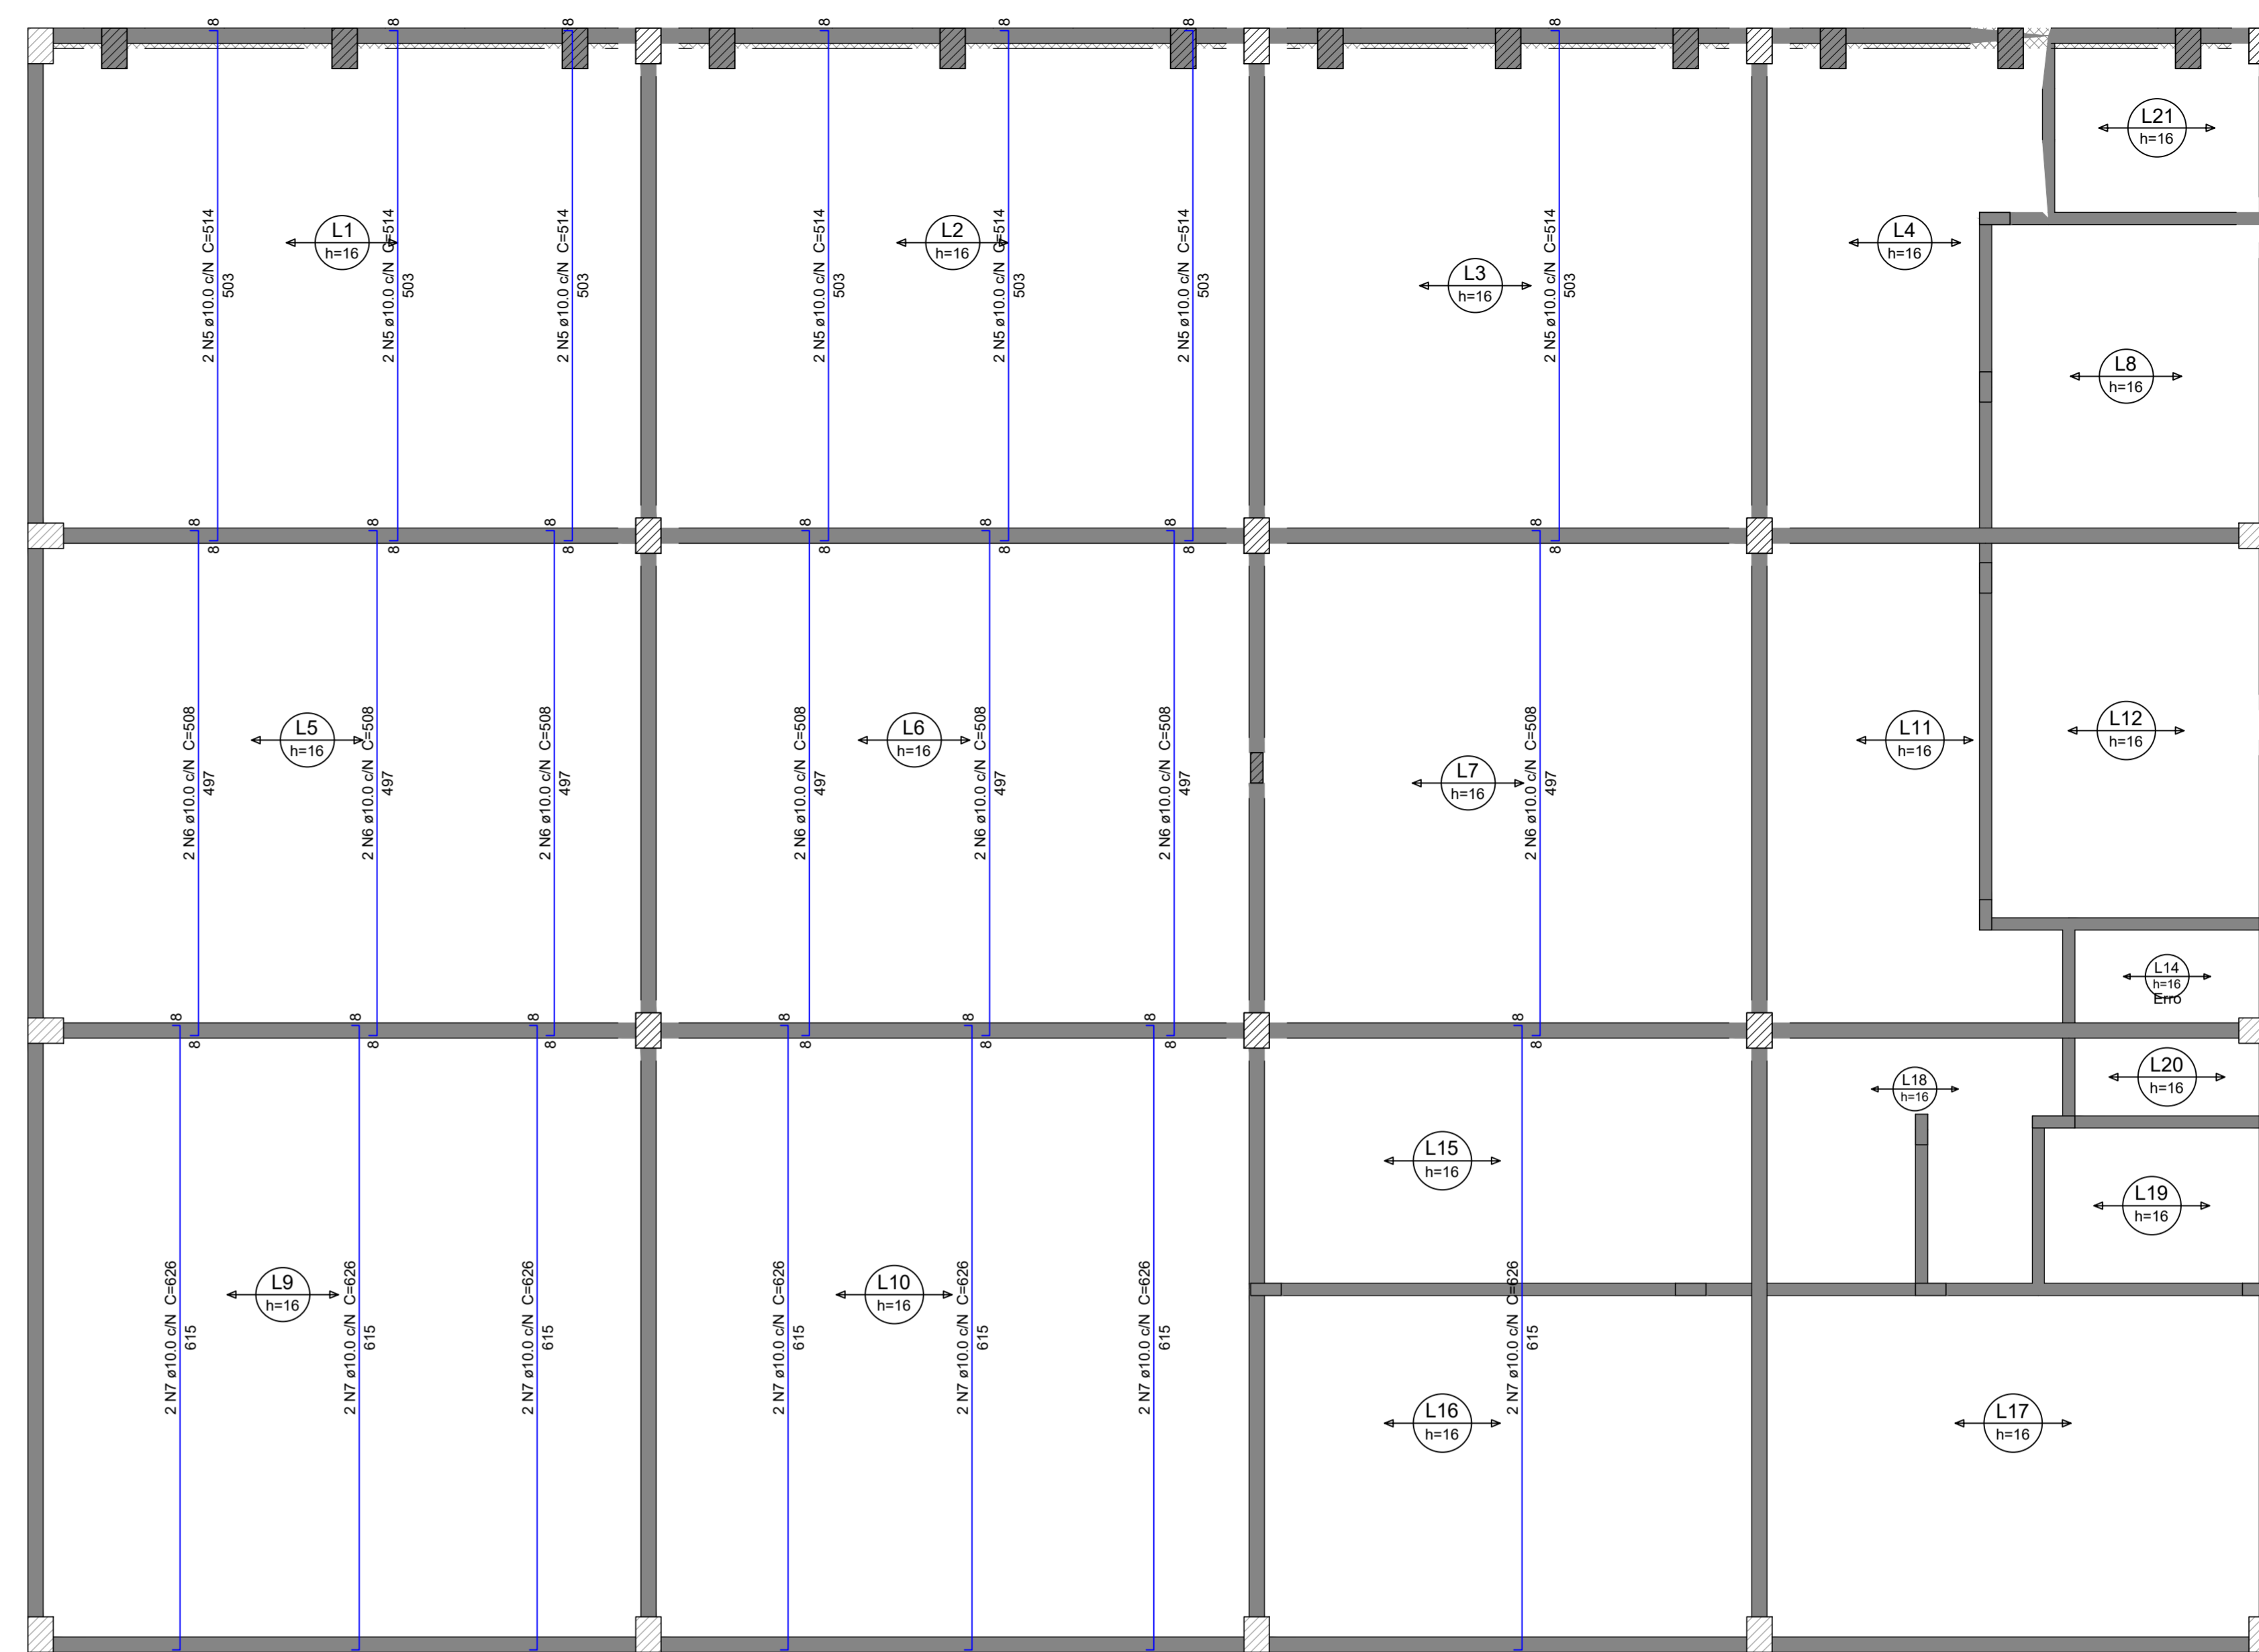 8 8 8 8 8 8 8
L21
h=16
L1
h=16
L2
h=16
L4
h=16
L3
h=16
2 N5 ø10.0 c/N C=514
503
2 N5 ø10.0 c/N C=514
503
2 N5 ø10.0 c/N C=514
503
2 N5 ø10.0 c/N C=514
503
2 N5 ø10.0 c/N C=514
503
2 N5 ø10.0 c/N C=514
503
2 N5 ø10.0 c/N C=514
503
L8
h=16
8 8 8 8 8 8 8
8 8 8 8 8 8 8
L5
h=16
L6
h=16
L7
h=16
L11
h=16
L12
h=16
2 N6 ø10.0 c/N C=508
497
2 N6 ø10.0 c/N C=508
497
2 N6 ø10.0 c/N C=508
497
2 N6 ø10.0 c/N C=508
497
2 N6 ø10.0 c/N C=508
497
2 N6 ø10.0 c/N C=508
497
2 N6 ø10.0 c/N C=508
497
L14
h=16
Erro
8 8 8 8 8 8 8
8 8 8 8 8 8 8
L18
h=16
L20
h=16
L15
h=16
L19
h=16
L9
h=16
L10
h=16
2 N7 ø10.0 c/N C=626
615
2 N7 ø10.0 c/N C=626
615
2 N7 ø10.0 c/N C=626
615
2 N7 ø10.0 c/N C=626
615
2 N7 ø10.0 c/N C=626
615
2 N7 ø10.0 c/N C=626
615
2 N7 ø10.0 c/N C=626
615
L16
h=16
L17
h=16